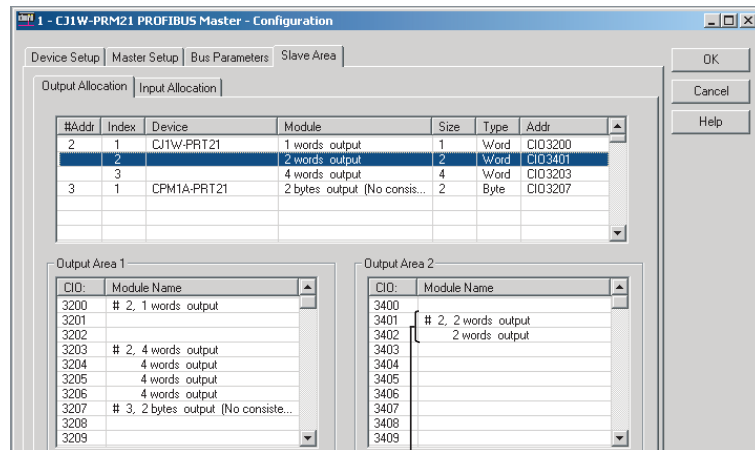 1 - CJ1W-PRM21 PROFIBUS Master - Configuration
Device Setup Master Setup Bus Parameters Slave Area
OK
Output Allocation Input Allocation
Cancel
Help
#Addr Index Device Module Size Type Addr
2 1 CJ1W-PRT21 1 words output 1 Word CIO3200
2 2 words output 2 Word CIO3401
3 4 words output 4 Word CIO3203
3 1 CPM1A-PRT21 2 bytes output (No consis... 2 Byte CIO3207
Output Area 1
CIO: Module Name
3200 # 2, 1 words output
3201
3202
3203 # 2, 4 words output
3204 4 words output
3205 4 words output
3206 4 words output
3207 # 3, 2 bytes output (No consiste...
3208
3209
Output Area 2
CIO: Module Name
3400
3401 # 2, 2 words output
3402 2 words output
3403
3404
3405
3406
3407
3408
3409